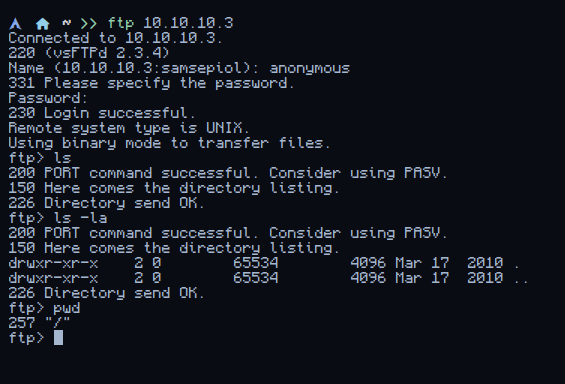 ~ >> ftp 10.10.10.3
Connected to 10.10.10.3.
220 (vsFTPd 2.3.4)
Name (10.10.10.3:samsepiol): anonymous
331 Please specify the password.
Password:
230 Login successful.
Remote system type is UNIX.
Using binary mode to transfer files.
ftp> ls
200 PORT command successful. Consider using PASV.
150 Here comes the directory listing.
226 Directory send OK.
ftp> ls -la
200 PORT command successful. Consider using PASV.
150 Here comes the directory listing.
drwxr-xr-x    2 0        65534        4096 Mar 17  2010 .
drwxr-xr-x    2 0        65534        4096 Mar 17  2010 ..
226 Directory send OK.
ftp> pwd
257 "/"
ftp>